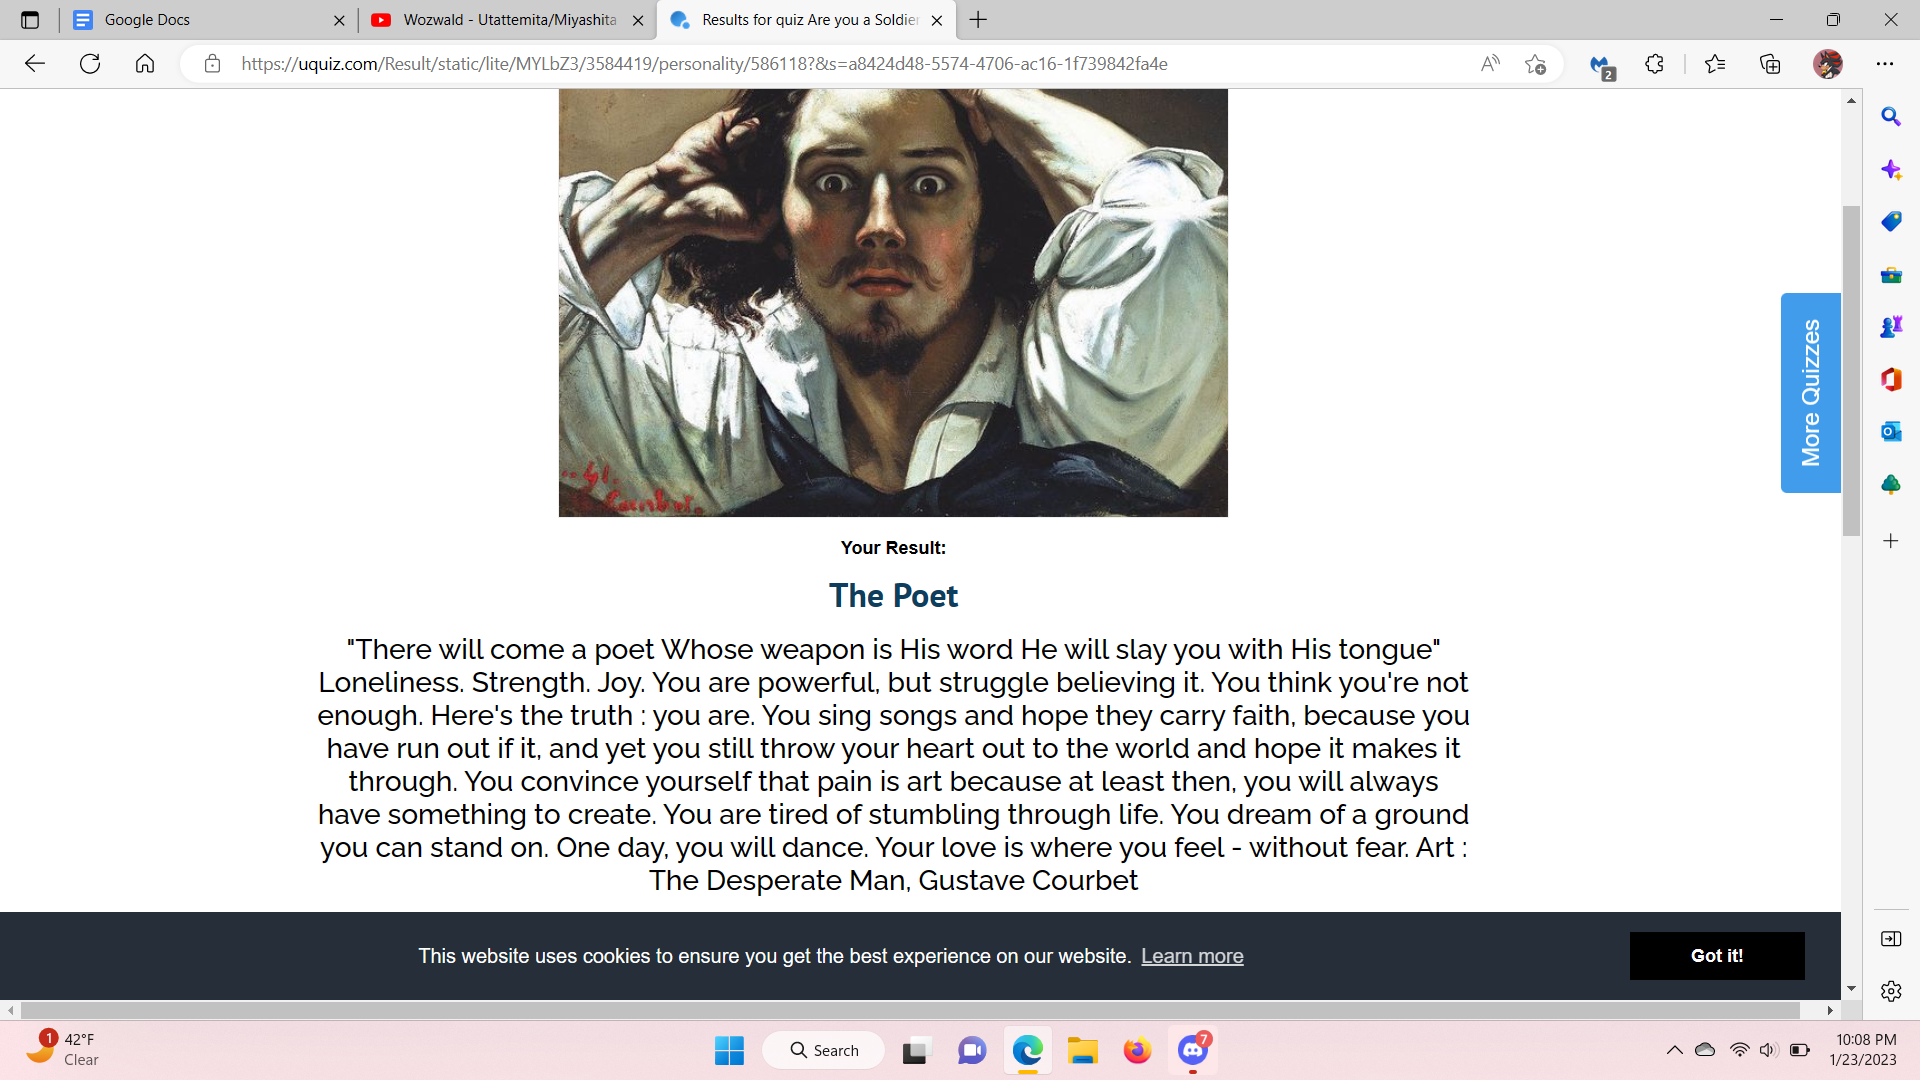 Google Docs
Wozwald - Utattemita/Miyashita
Results for quiz Are you a Soldier
https://uquiz.com/Result/static/lite/MYLbZ3/3584419/personality/586118?&s=a8424d48-5574-4706-ac16-1f739842fa4e
2
More Quizzes
G.
Courbet.
Your Result:
The Poet
"There will come a poet Whose weapon is His word He will slay you with His tongue"
Loneliness. Strength. Joy. You are powerful, but struggle believing it. You think you're not
enough. Here's the truth : you are. You sing songs and hope they carry faith, because you
have run out if it, and yet you still throw your heart out to the world and hope it makes it
through. You convince yourself that pain is art because at least then, you will always
have something to create. You are tired of stumbling through life. You dream of a ground
you can stand on. One day, you will dance. Your love is where you feel - without fear. Art :
The Desperate Man, Gustave Courbet
This website uses cookies to ensure you get the best experience on our website. Learn more
Got it!
1
42°F
Clear
Search
7
10:08 PM
1/23/2023